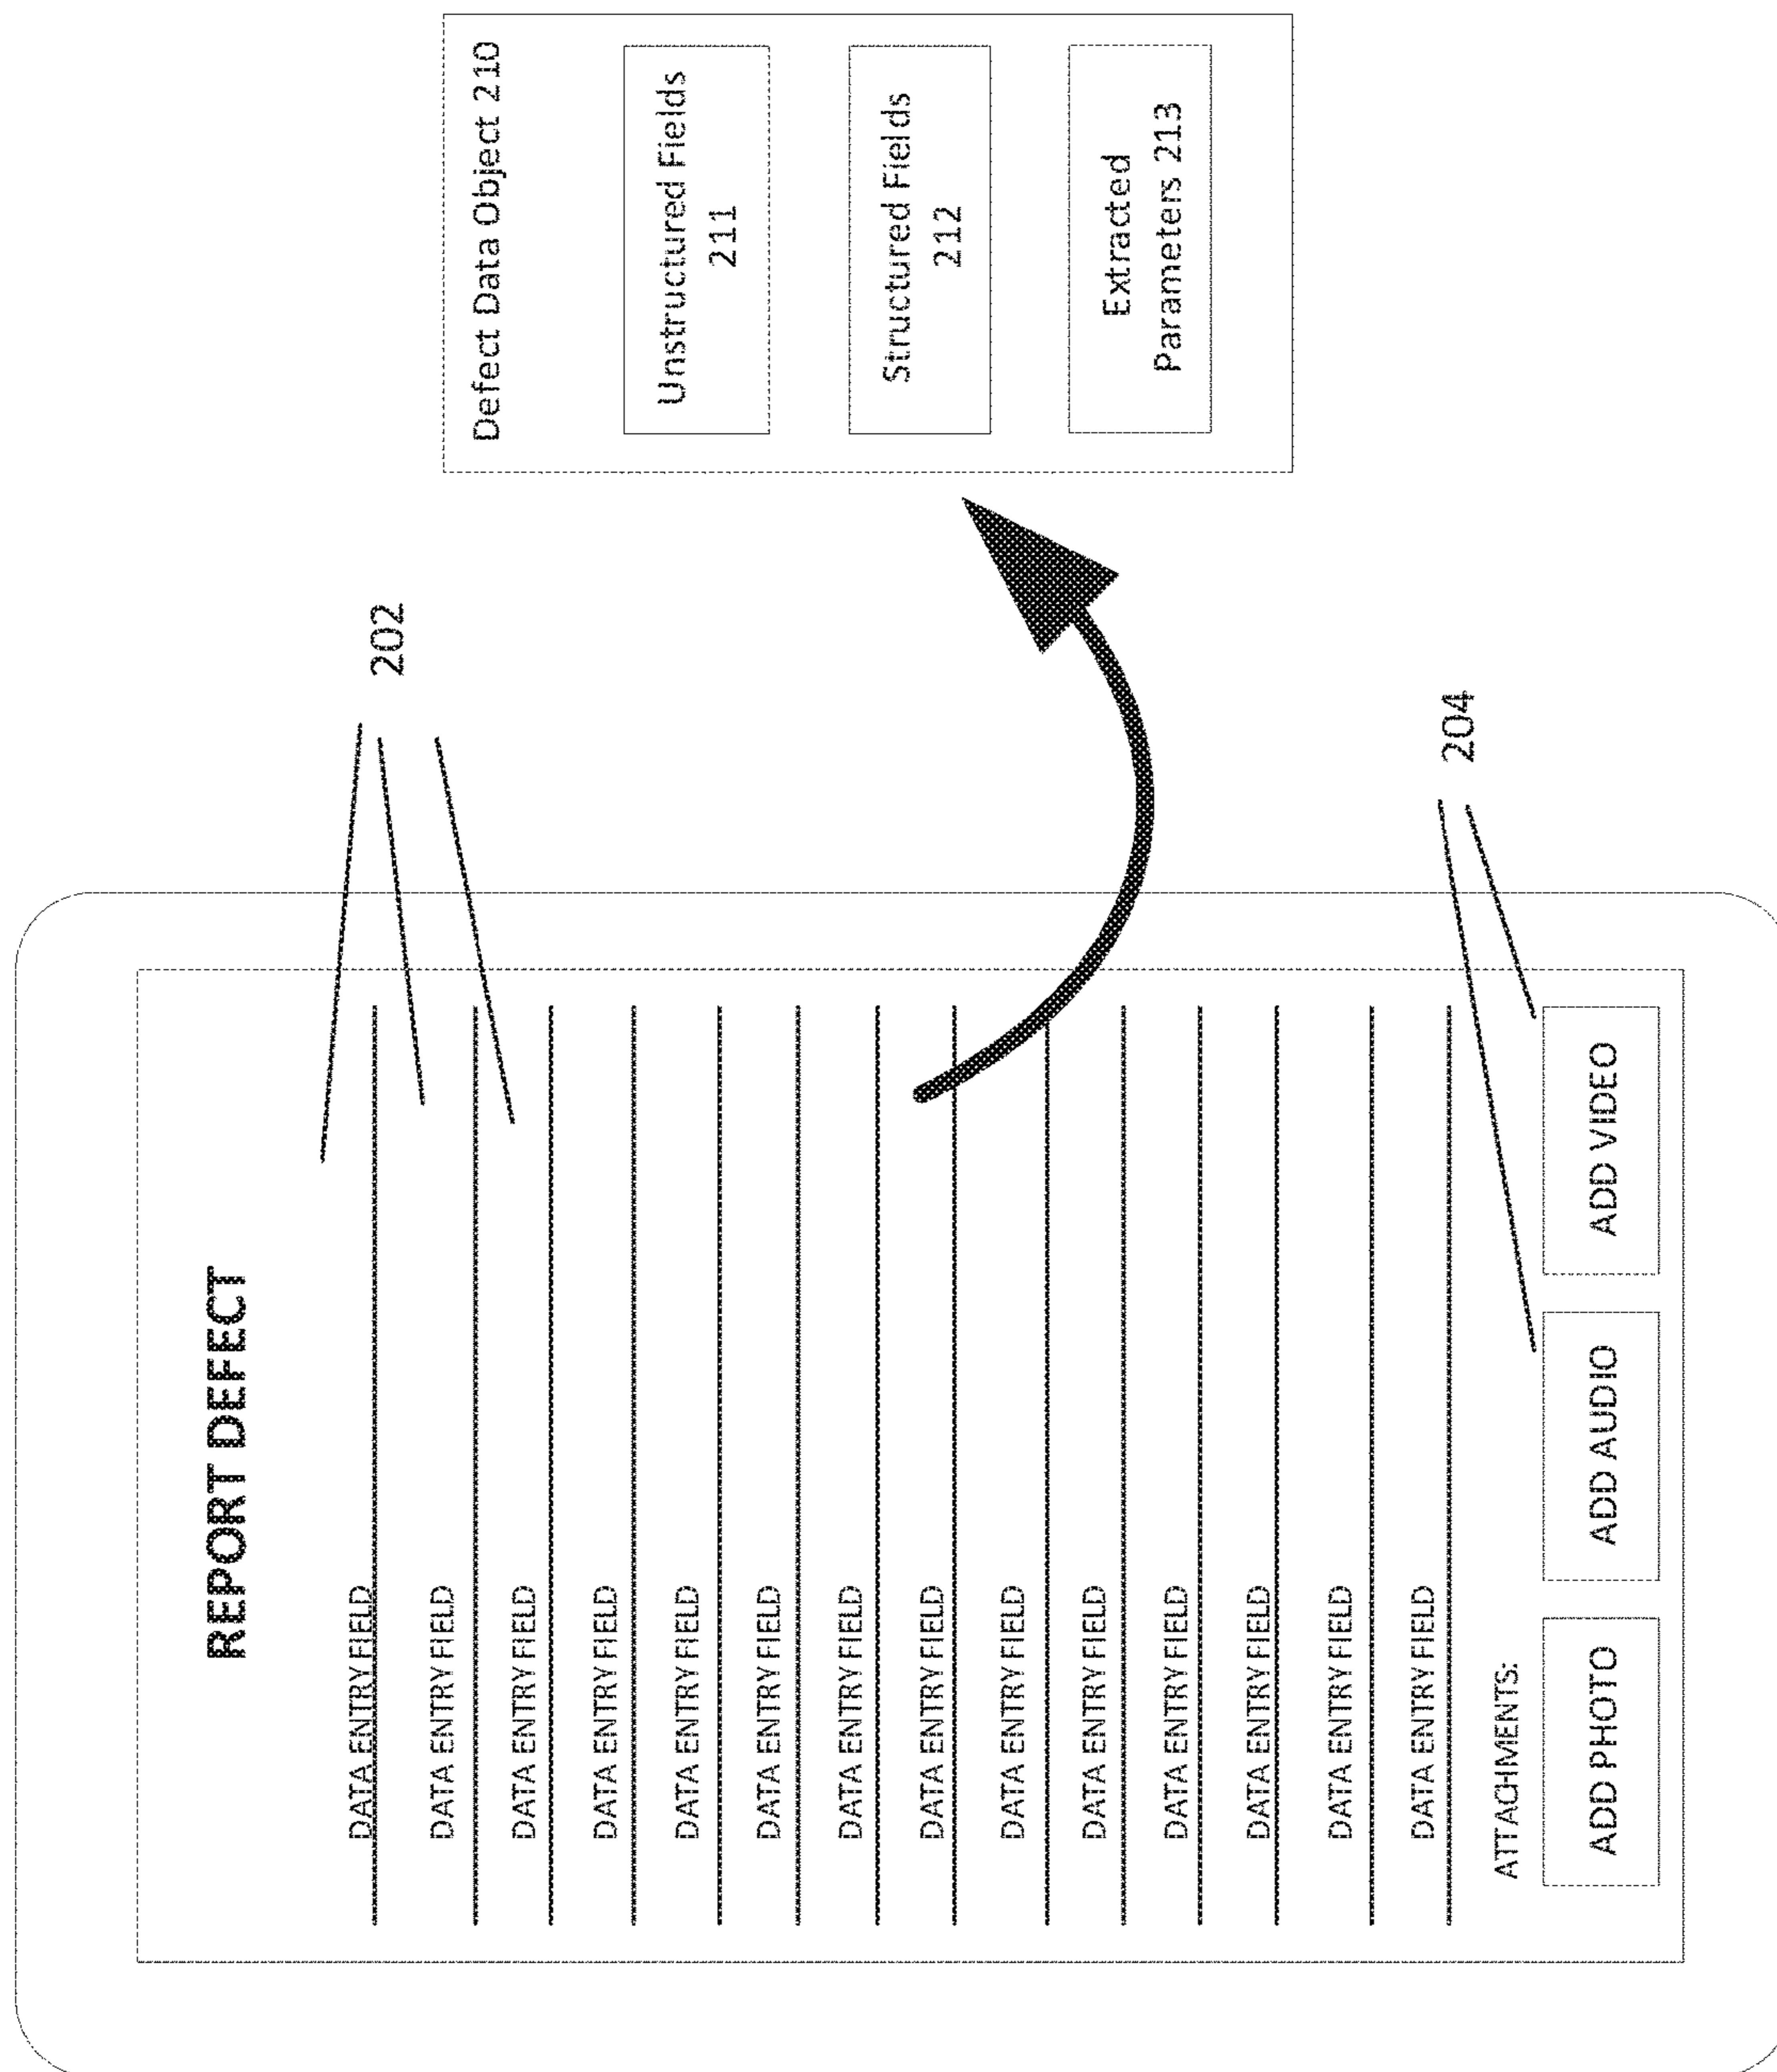 REPORT DEFECT
DATA ENTRY FIELD
DATA ENTRY FIELD
DATA ENTRY FIELD
DATA ENTRY FIELD
DATA ENTRY FIELD
DATA ENTRY FIELD
DATA ENTRY FIELD
DATA ENTRY FIELD
DATA ENTRY FIELD
DATA ENTRY FIELD
DATA ENTRY FIELD
DATA ENTRY FIELD
DATA ENTRY FIELD
DATA ENTRY FIELD
ATTACHMENTS:
ADD PHOTO
ADD AUDIO
ADD VIDEO
202
204
Defect Data Object 210
Unstructured Fields
211
Structured Fields
212
Extracted
Parameters 213